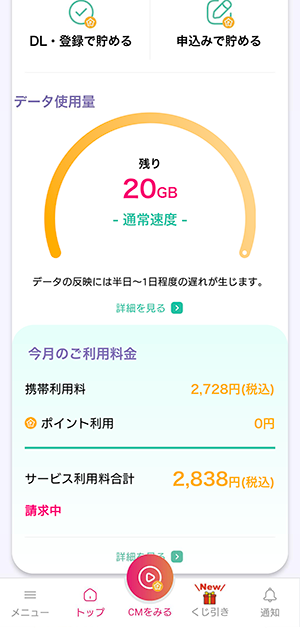 DL・登録で貯める
申込みで貯める
データ使用量
残り
20GB
- 通常速度 -
データの反映には半日〜1日程度の遅れが生じます。
詳細を見る
今月のご利用料金
携帯利用料 2,728円(税込)
ポイント利用 0円
サービス利用料合計 2,838円(税込)
請求中
詳細を見る
New
メニュー
トップ
CMをみる
くじ引き
通知